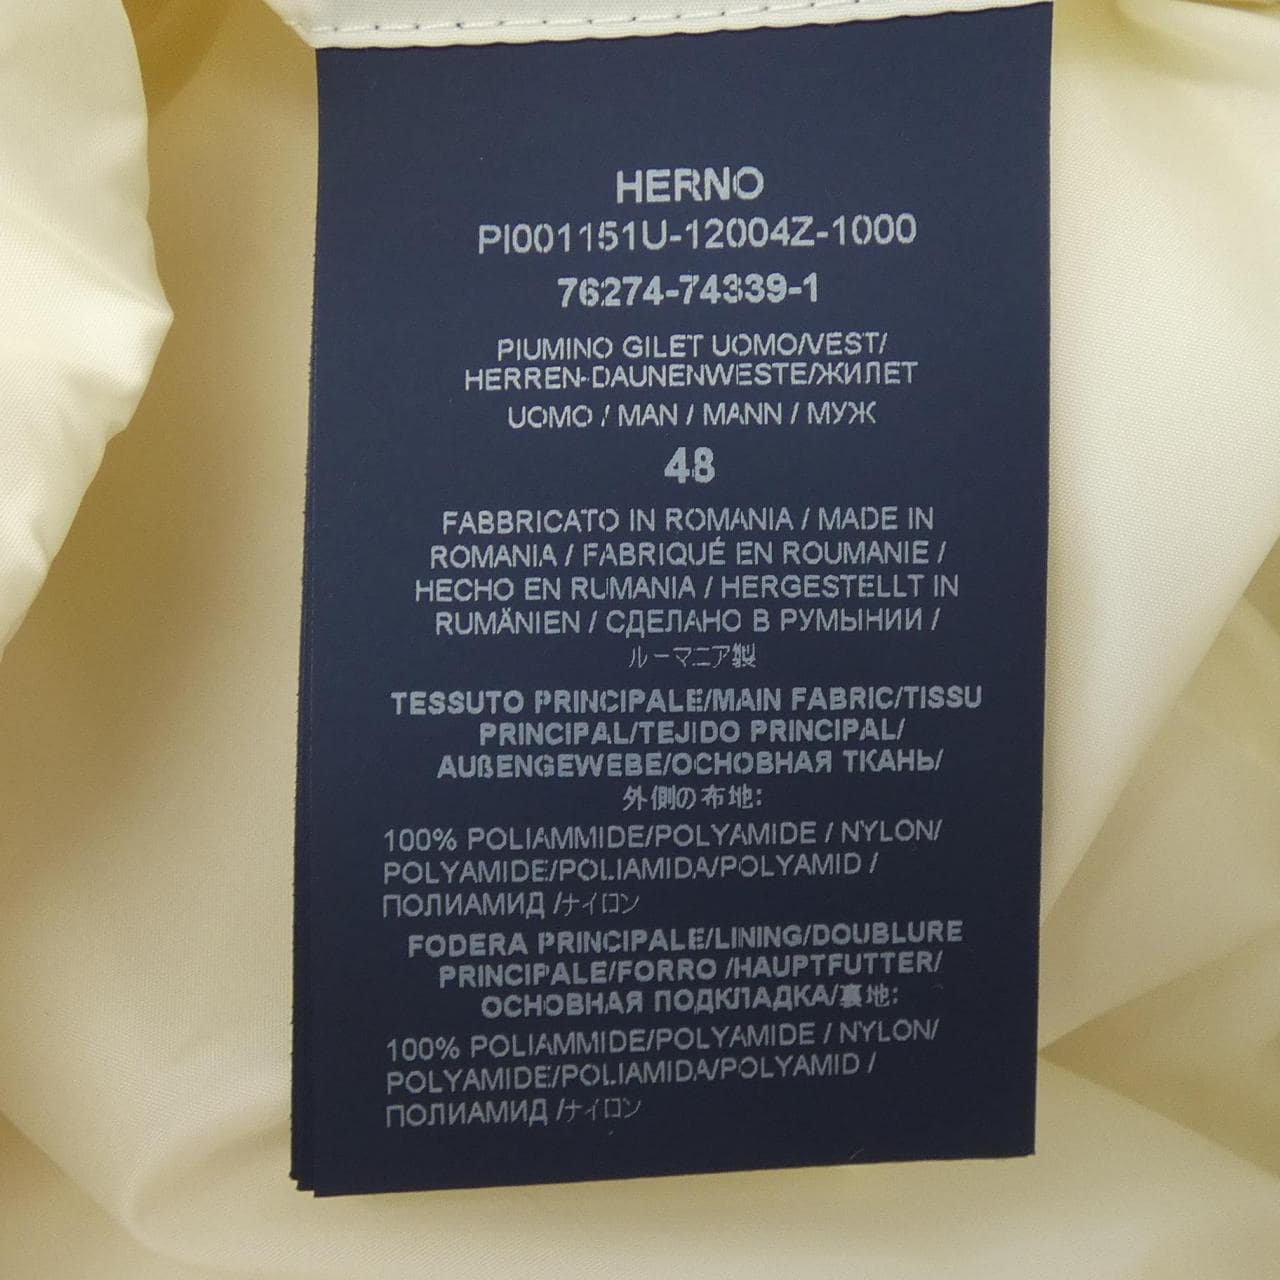 HERNO
PI001151U-12004Z-1000
76274-74339-1
PIUMINO GILET UOMO/VEST/
HERREN-DAUNENWESTE/ЖИЛЕТ
UOMO / MAN / MANN / МУЖ
48
FABBRICATO IN ROMANIA / MADE IN
ROMANIA / FABRIQUÉ EN ROUMANIE /
HECHO EN RUMANIA / HERGESTELLT IN
RUMÄNIEN / СДЕЛАНО В РУМЫНИИ /
ルーマニア製
TESSUTO PRINCIPALE/MAIN FABRIC/TISSU
PRINCIPAL/TEJIDO PRINCIPAL/
AUßENGEWEBE/ОСНОВНАЯ ТКАНЬ/
外側の布地:
100% POLIAMMIDE/POLYAMIDE / NYLON/
POLYAMIDE/POLIAMIDA/POLYAMID /
ПОЛИАМИД /ナイロン
FODERA PRINCIPALE/LINING/DOUBLURE
PRINCIPALE/FORRO /HAUPTFUTTER/
ОСНОВНАЯ ПОДКЛАДКА/裏地:
100% POLIAMMIDE/POLYAMIDE / NYLON/
POLYAMIDE/POLIAMIDA/POLYAMID /
ПОЛИАМИД /ナイロン